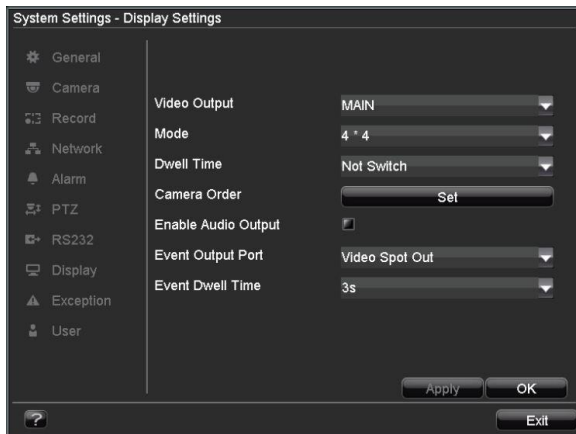 System Settings - Display Settings
General
Camera
Record
Network
Alarm
PTZ
RS232
Display
Exception
User
Video Output MAIN
Mode 4 * 4
Dwell Time Not Switch
Camera Order Set
Enable Audio Output
Event Output Port Video Spot Out
Event Dwell Time 3s
Apply OK
? Exit